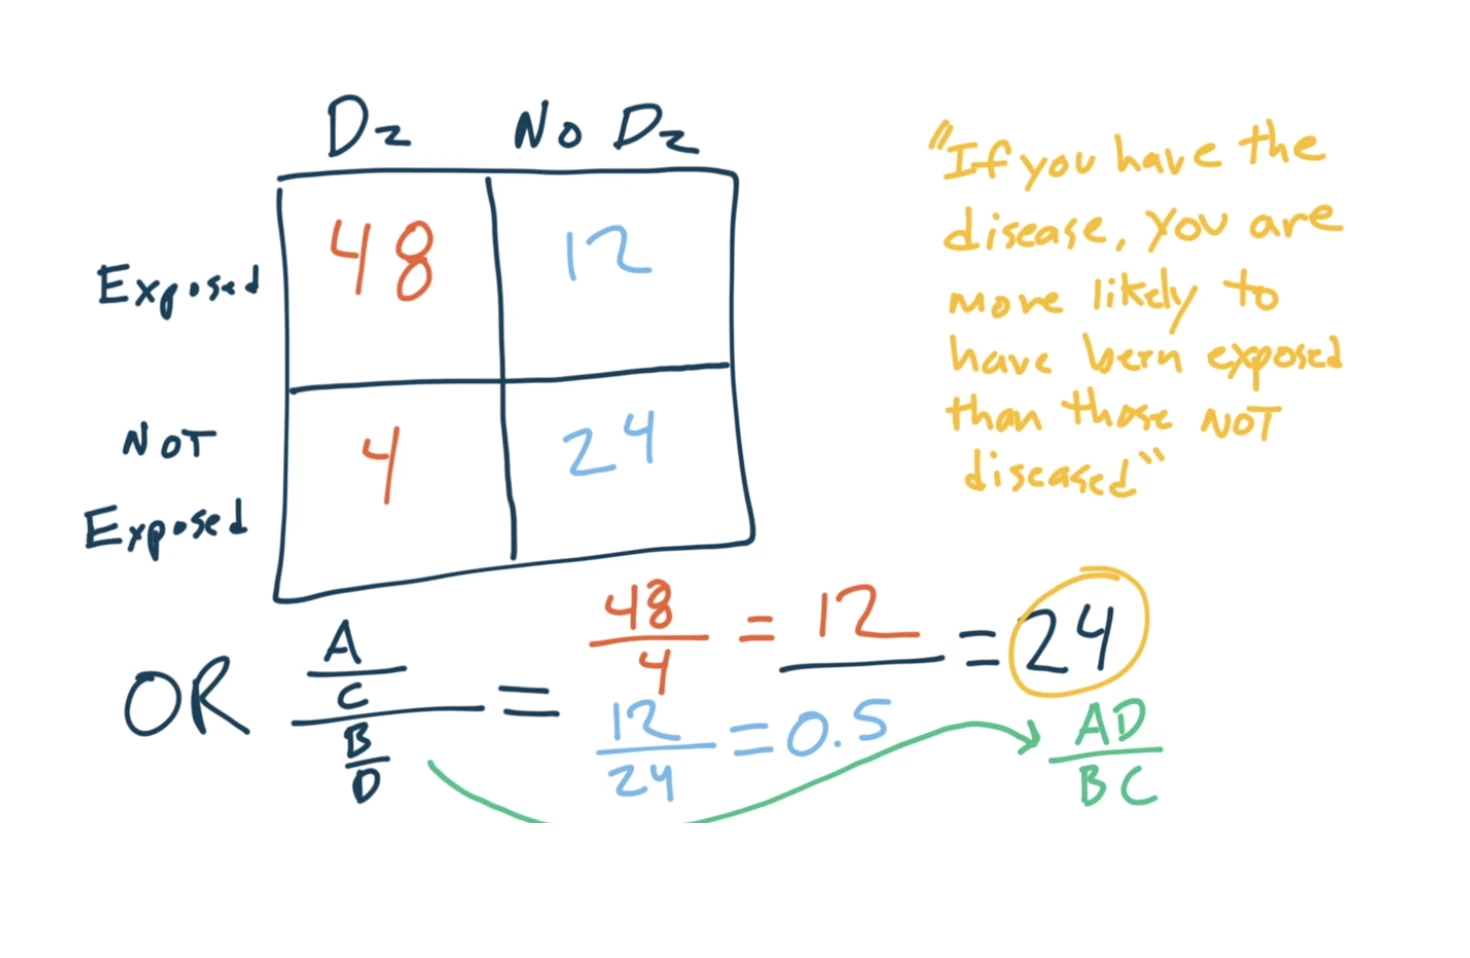 Dz No Dz
Exposed 48 12
NOT
Exposed 4 24
"If you have the
disease, you are
more likely to
have been exposed
than those NOT
diseased"
OR A/C / B/D = 48/4 = 12 = 24
12/24 = 0.5
AD/BC